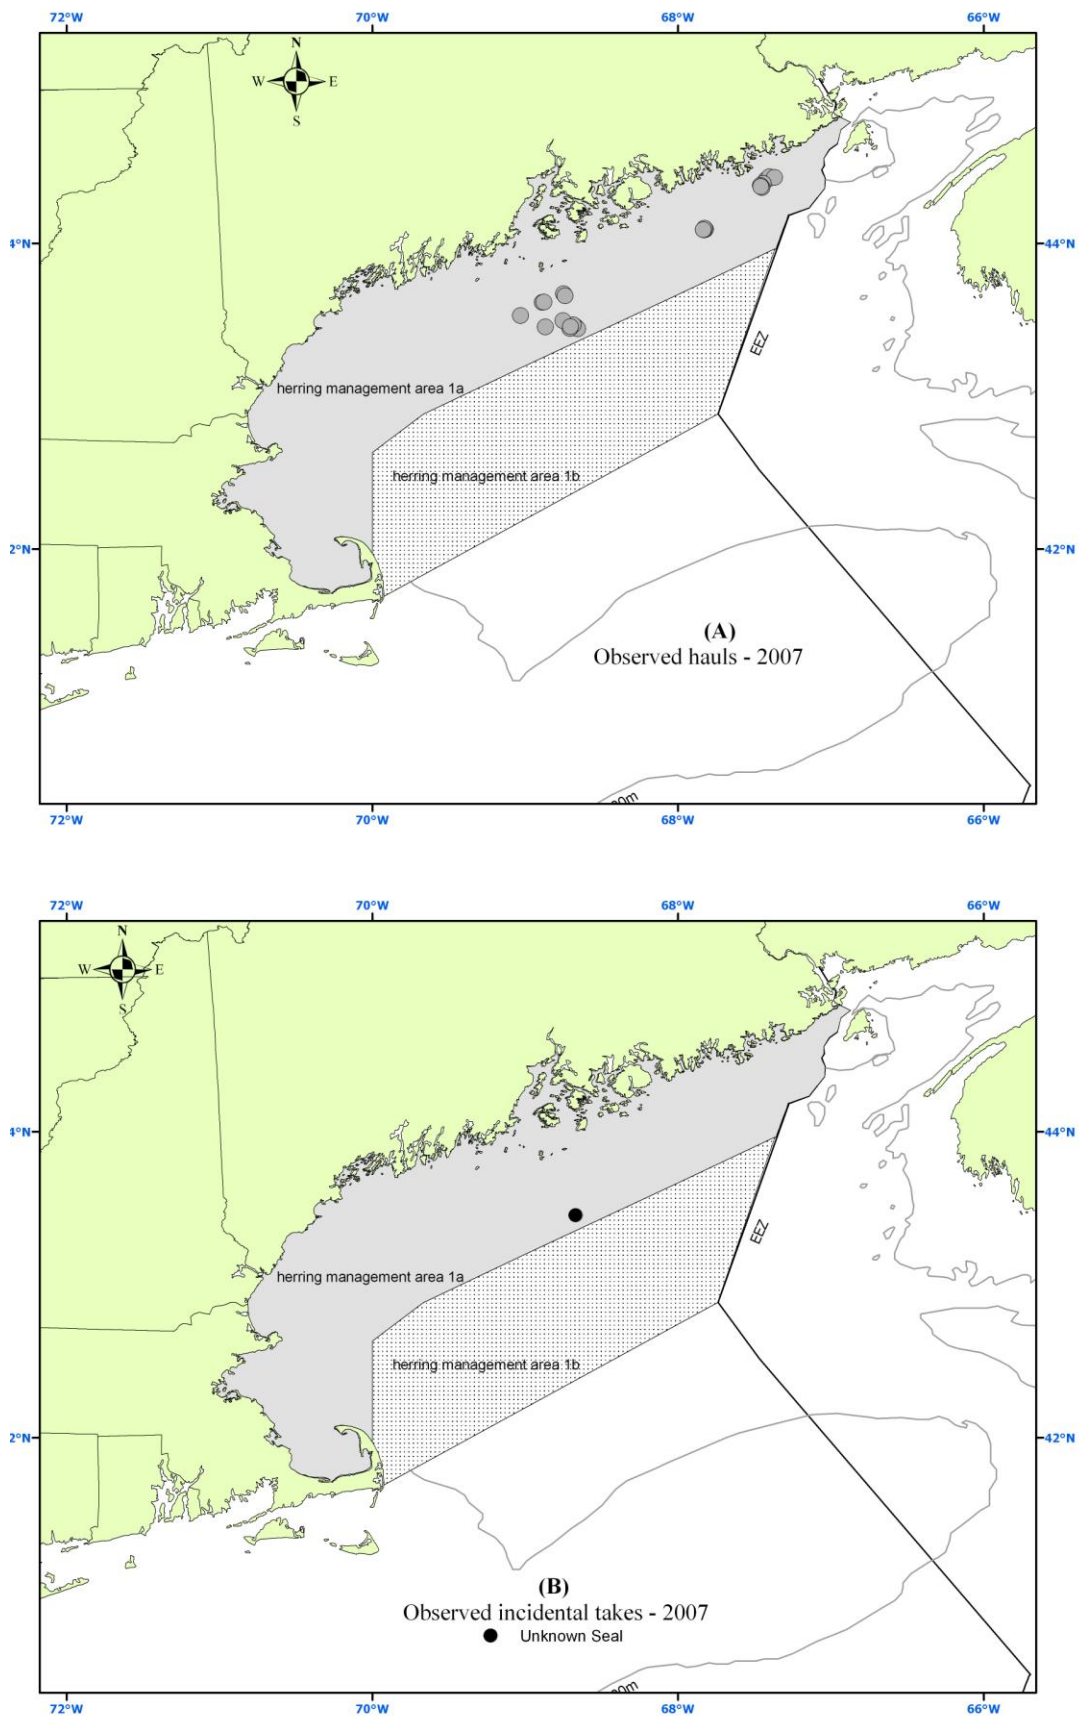 72°W 70°W 68°W 66°W
N
W E
S
4°N 44°N
EEZ
herring management area 1a
herring management area 1b
2°N 42°N
(A)
Observed hauls - 2007
72°W 70°W 68°W 66°W
72°W 70°W 68°W 66°W
N
W E
S
4°N 44°N
EEZ
herring management area 1a
herring management area 1b
2°N 42°N
(B)
Observed incidental takes - 2007
Unknown Seal
72°W 70°W 68°W 66°W